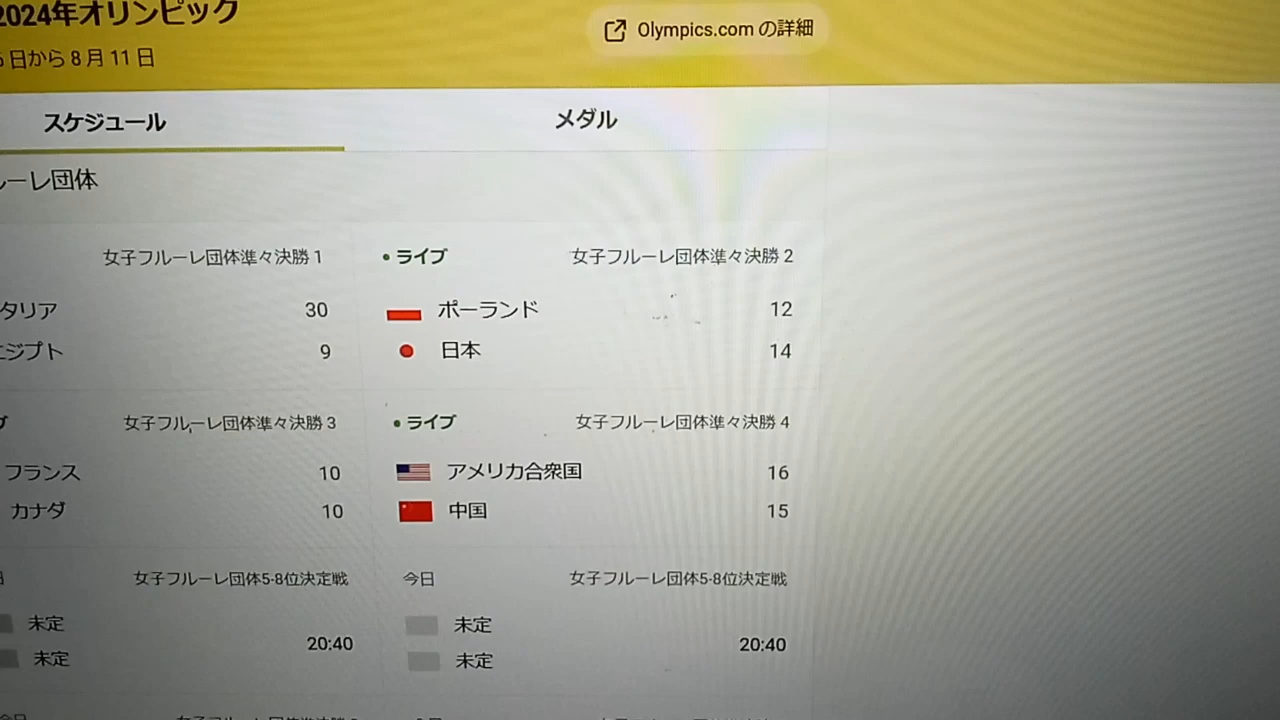 2024年オリンピック
日から 8 月 11 日
Olympics.com の詳細
スケジュール
メダル
ルーレ団体
女子フルーレ団体準々決勝 1
タリア 30
エジプト 9
ライブ
女子フルーレ団体準々決勝 2
ポーランド 12
日本 14
ブ
女子フルーレ団体準々決勝 3
フランス 10
カナダ 10
ライブ
女子フルーレ団体準々決勝 4
アメリカ合衆国 16
中国 15
日
女子フルーレ団体5-8位決定戦
未定
未定
20:40
今日
女子フルーレ団体5-8位決定戦
未定
未定
20:40